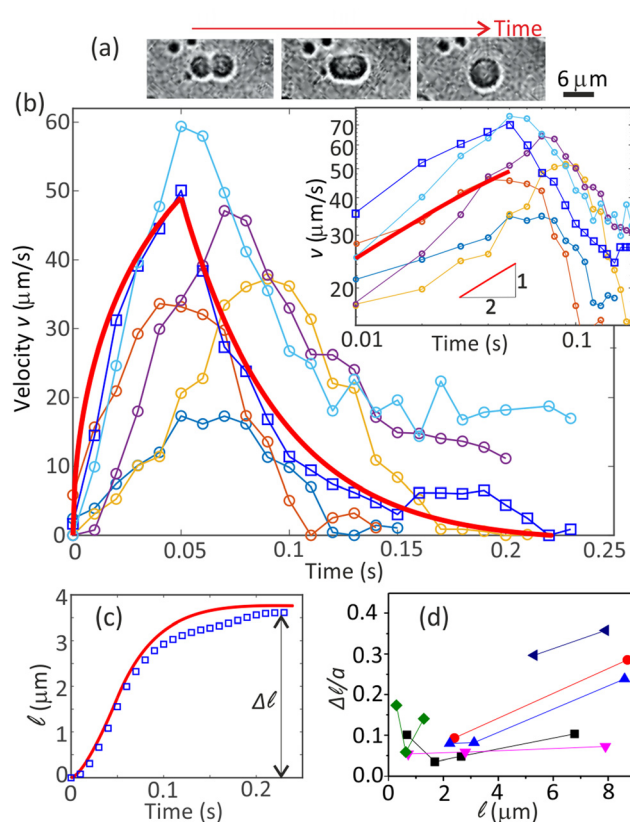 Time
(a)
6 μm
(b)
60
50
40
30
20
10
0
Velocity v (μm/s)
0
0.05
0.1
0.15
0.2
0.25
Time (s)
70
50
40
30
20
v (μm/s)
1
2
0.01
0.1
Time (s)
(c)
4
3
2
1
0
ℓ (μm)
Δℓ
0
0.1
0.2
Time (s)
(d)
0.4
0.3
0.2
0.1
0.0
Δℓ/a
0
2
4
6
8
ℓ (μm)